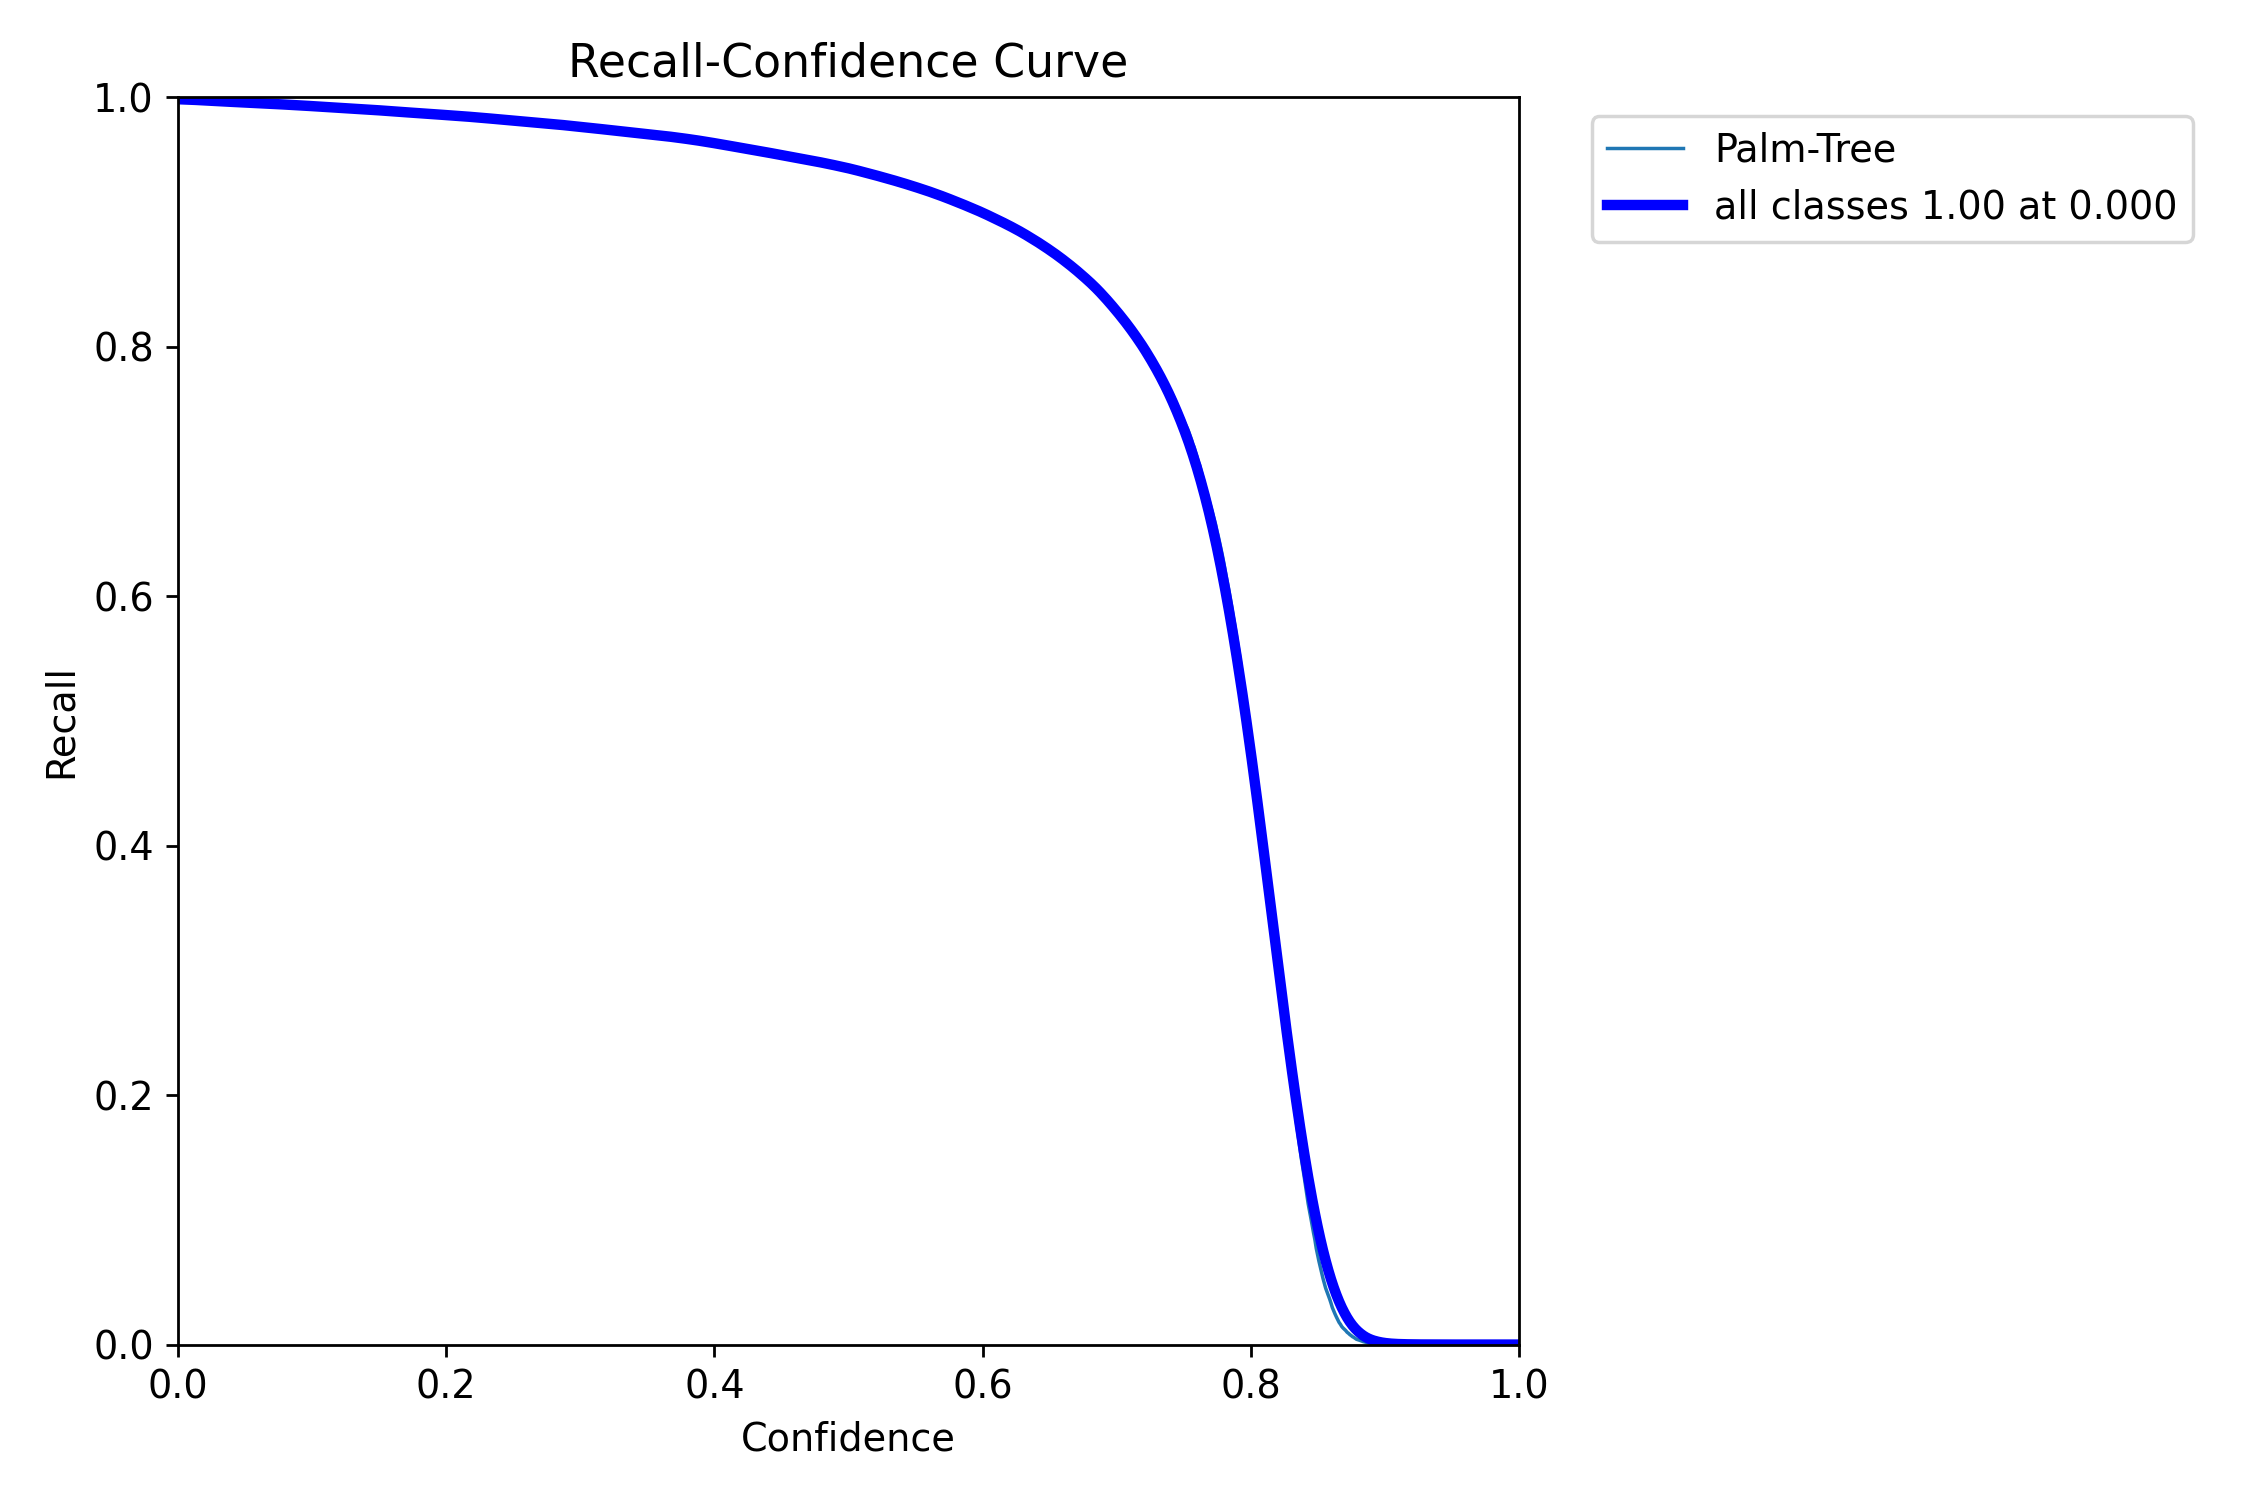 Recall-Confidence Curve
1.0
0.8
0.6
0.4
0.2
0.0
Recall
0.0 0.2 0.4 0.6 0.8 1.0
Confidence
Palm-Tree
all classes 1.00 at 0.000